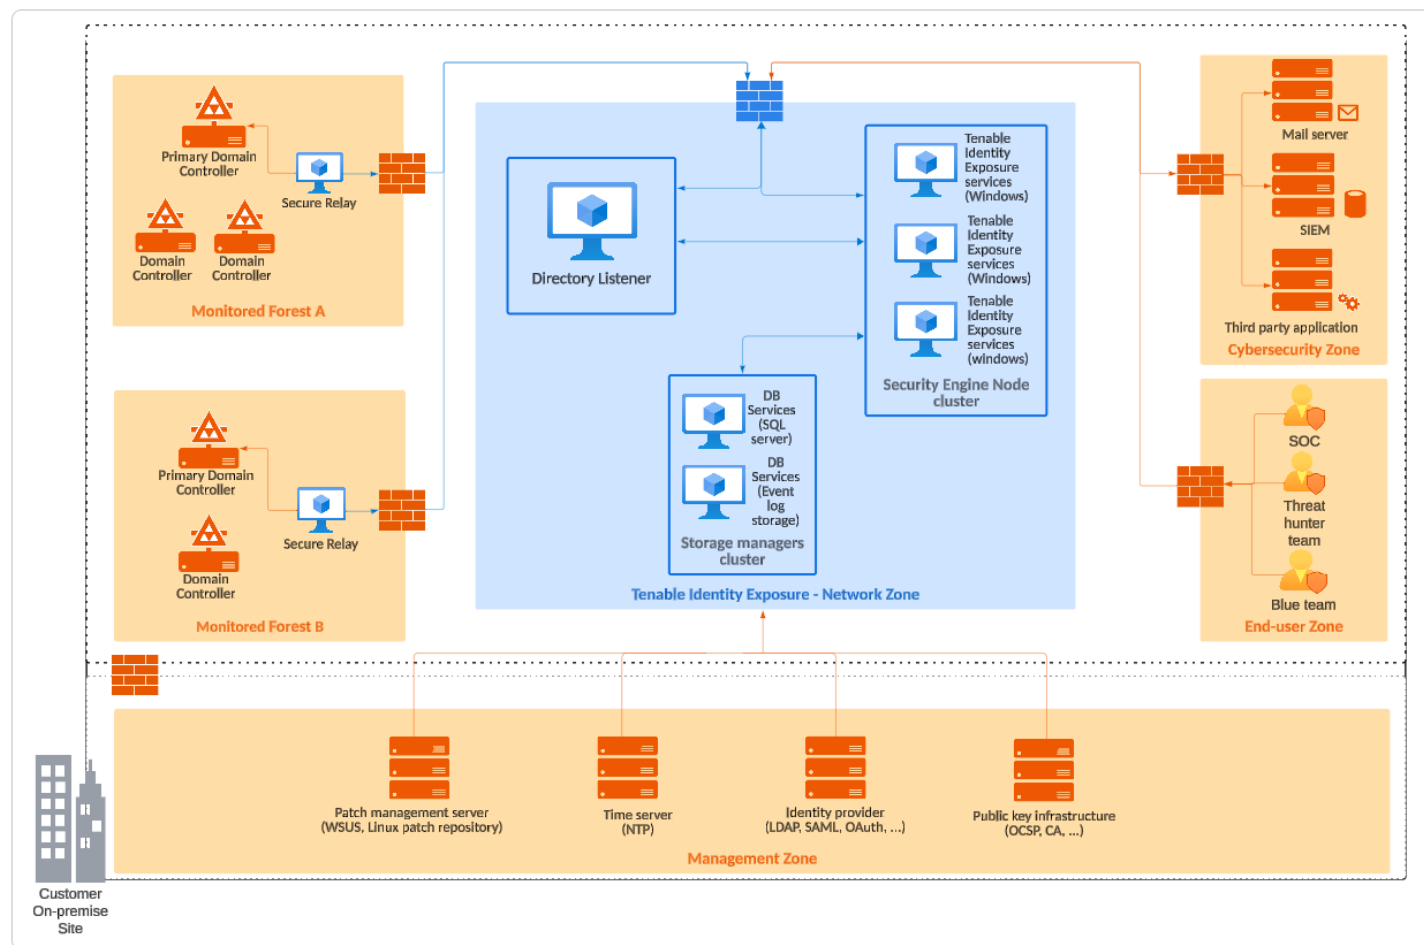 Primary Domain
Controller
Secure Relay
Domain
Controller
Domain
Controller
Monitored Forest A
Primary Domain
Controller
Secure Relay
Domain
Controller
Monitored Forest B
Directory Listener
Tenable
Identity
Exposure
services
(Windows)
Tenable
Identity
Exposure
services
(Windows)
Tenable
Identity
Exposure
services
(windows)
Security Engine Node
cluster
DB
Services
(SQL
server)
DB
Services
(Event
log
storage)
Storage managers
cluster
Tenable Identity Exposure - Network Zone
Mail server
SIEM
Third party application
Cybersecurity Zone
SOC
Threat
hunter
team
Blue team
End-user Zone
Patch management server
(WSUS, Linux patch repository)
Time server
(NTP)
Identity provider
(LDAP, SAML, OAuth, ...)
Public key infrastructure
(OCSP, CA, ...)
Management Zone
Customer
On-premise
Site